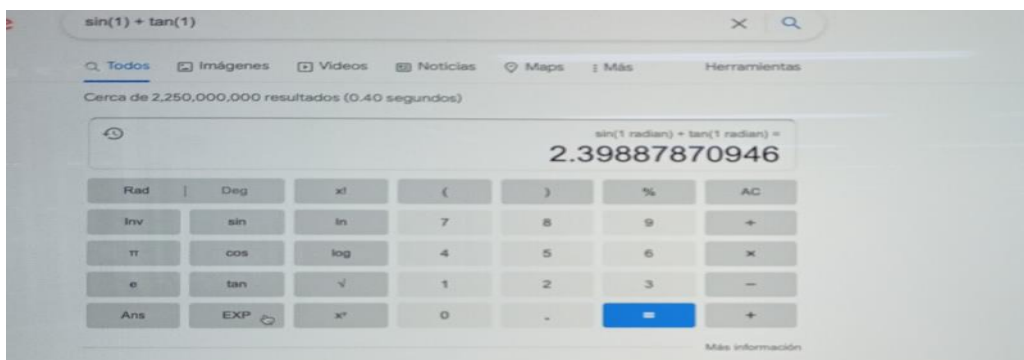 sin(1) + tan(1)
Todos Imágenes Videos Noticias Maps Más Herramientas
Cerca de 2,250,000,000 resultados (0.40 segundos)
sin(1 radian) + tan(1 radian) =
2.39887870946
Rad | Deg x! ( ) % AC
Inv sin ln 7 8 9 ÷
π cos log 4 5 6 ×
e tan √ 1 2 3 −
Ans EXP xʸ 0 . = +
Más información